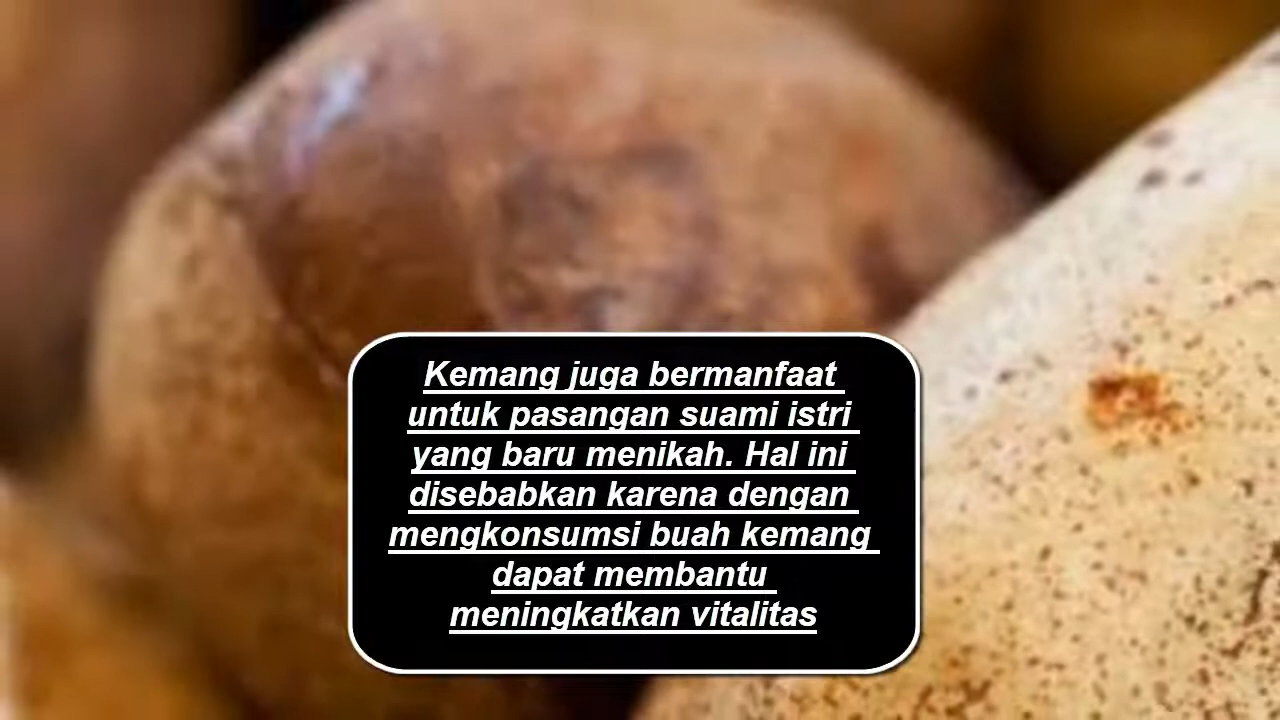 Kemang juga bermanfaat
untuk pasangan suami istri
yang baru menikah. Hal ini
disebabkan karena dengan
mengkonsumsi buah kemang
dapat membantu
meningkatkan vitalitas